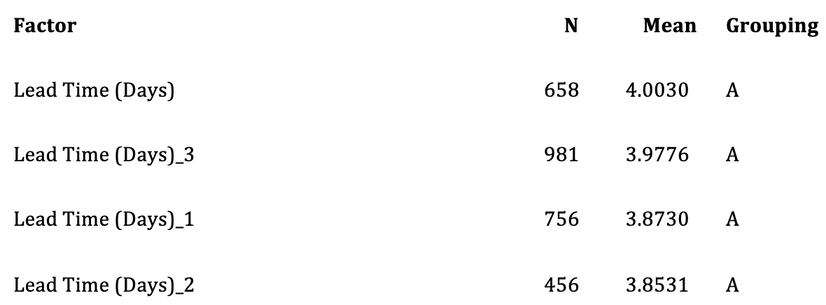 Factor N Mean Grouping
Lead Time (Days) 658 4.0030 A
Lead Time (Days)_3 981 3.9776 A
Lead Time (Days)_1 756 3.8730 A
Lead Time (Days)_2 456 3.8531 A